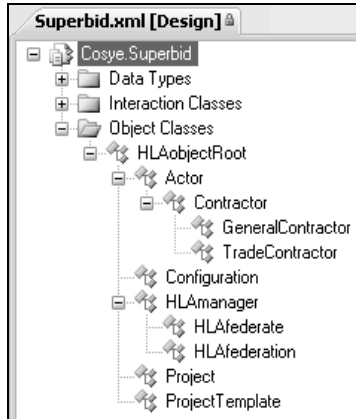 Superbid.xml [Design]
Cosye.Superbid
Data Types
Interaction Classes
Object Classes
HLAobjectRoot
Actor
Contractor
GeneralContractor
TradeContractor
Configuration
HLAmanager
HLAfederate
HLAfederation
Project
ProjectTemplate